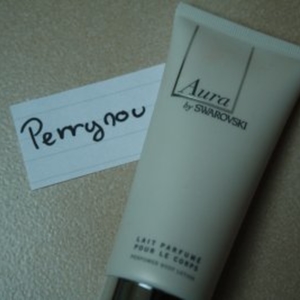 Perrynou
Aura
by SWAROVSKI
LAIT PARFUMÉ
POUR LE CORPS
PERFUMED BODY LOTION